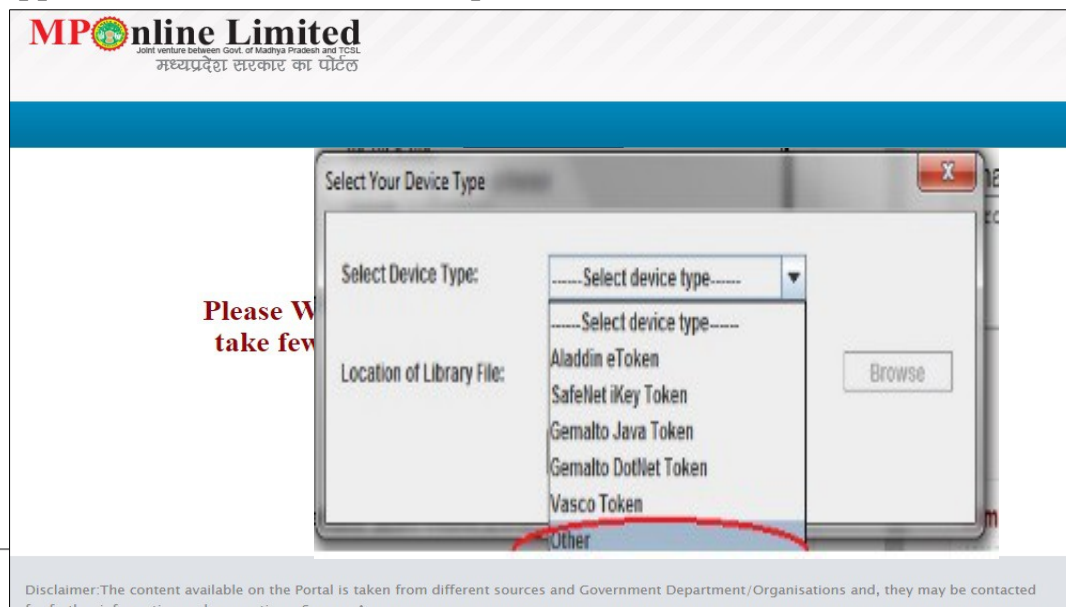 MPOnline Limited
Joint venture between Govt. of Madhya Pradesh and TCSL
मध्यप्रदेश सरकार का पोर्टल
Select Your Device Type
X
Select Device Type:
------Select device type------
------Select device type------
Please W
take few
Aladdin eToken
Location of Library File:
Browse
SafeNet iKey Token
Gemalto Java Token
Gemalto DotNet Token
Vasco Token
Other
Disclaimer:The content available on the Portal is taken from different sources and Government Department/Organisations and, they may be contacted